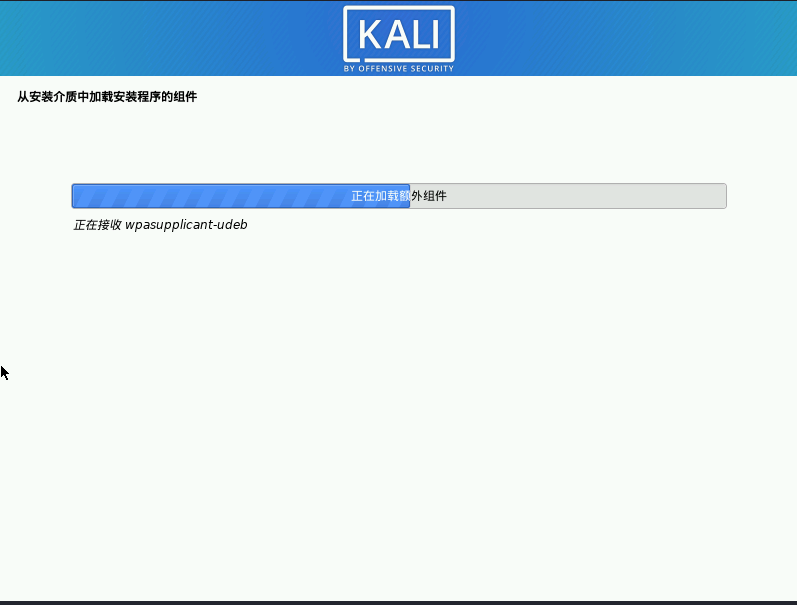 KALI
BY OFFENSIVE SECURITY
从安装介质中加载安装程序的组件
正在加载额外组件
正在接收 wpasupplicant-udeb